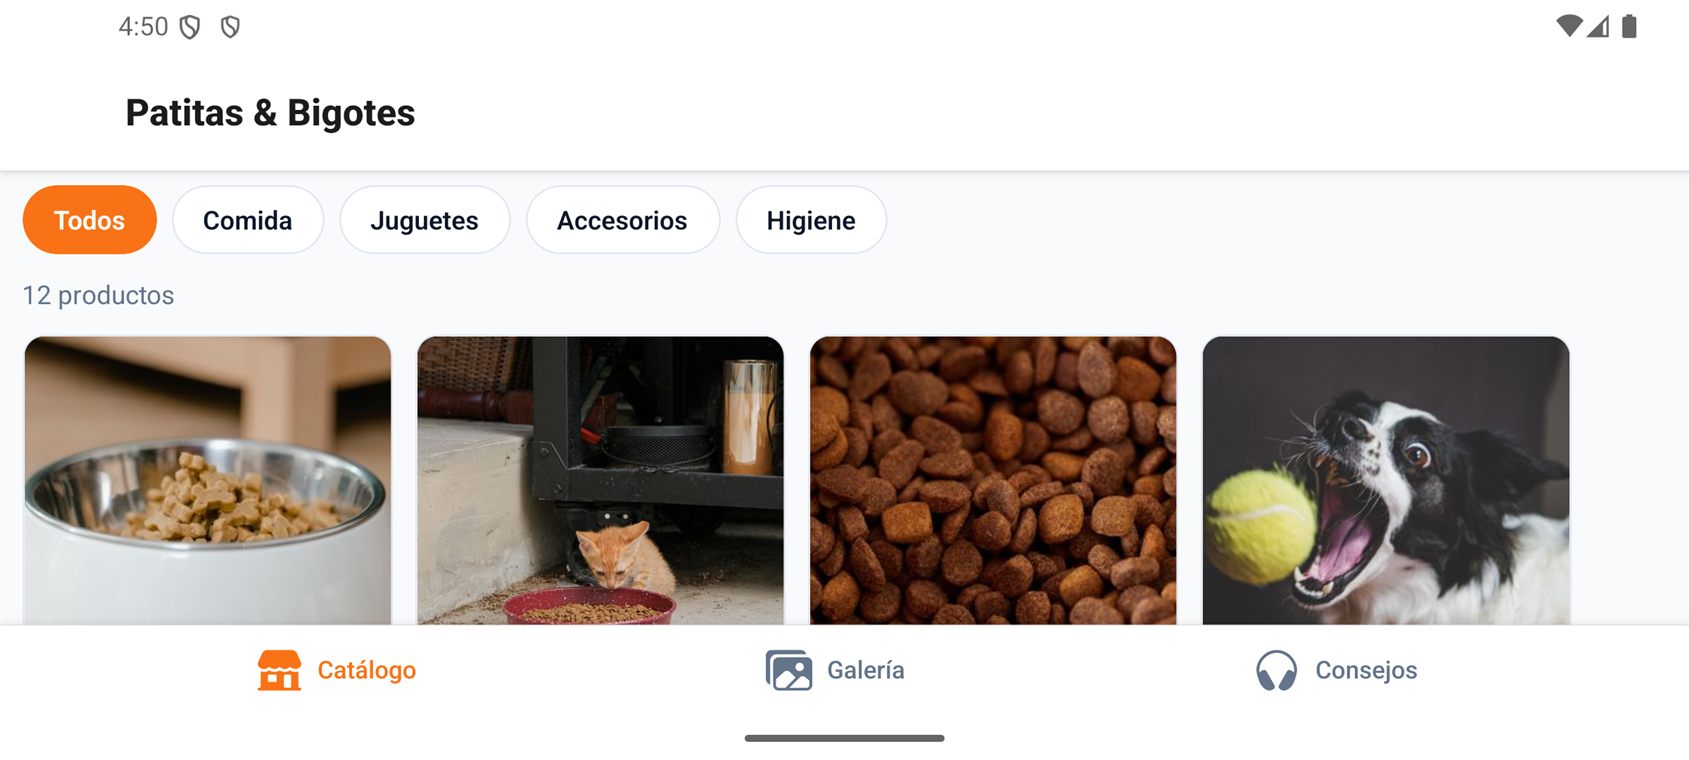 4:50
Patitas & Bigotes
Todos
Comida
Juguetes
Accesorios
Higiene
12 productos
Catálogo
Galería
Consejos